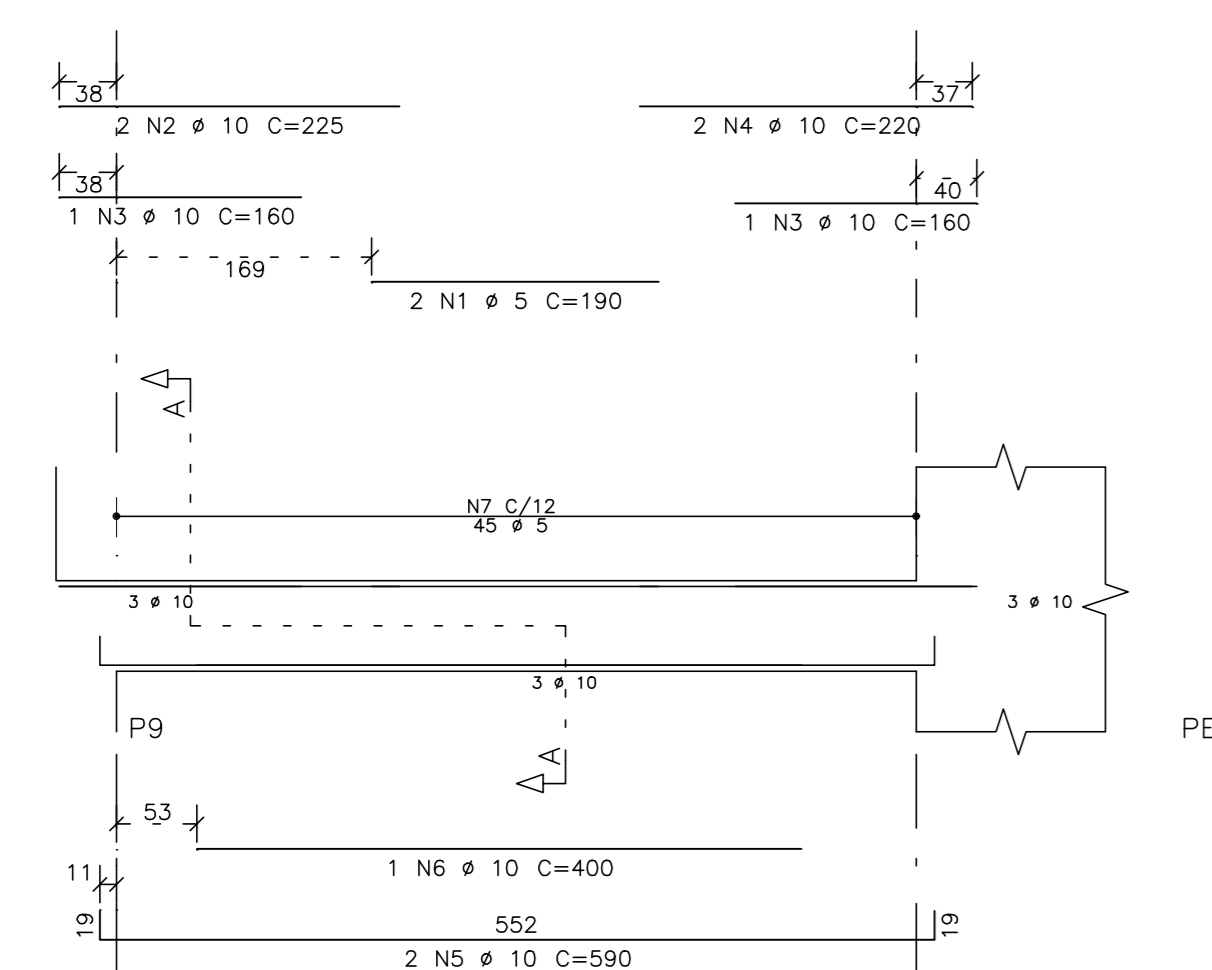 38
37
2 N2 ø 10 C=225
2 N4 ø 10 C=220
38
40
1 N3 ø 10 C=160
1 N3 ø 10 C=160
169
2 N1 ø 5 C=190
A
N7 C/12
45 ø 5
3 ø 10
3 ø 10
3 ø 10
P9
A
53
11
1 N6 ø 10 C=400
19
552
19
2 N5 ø 10 C=590